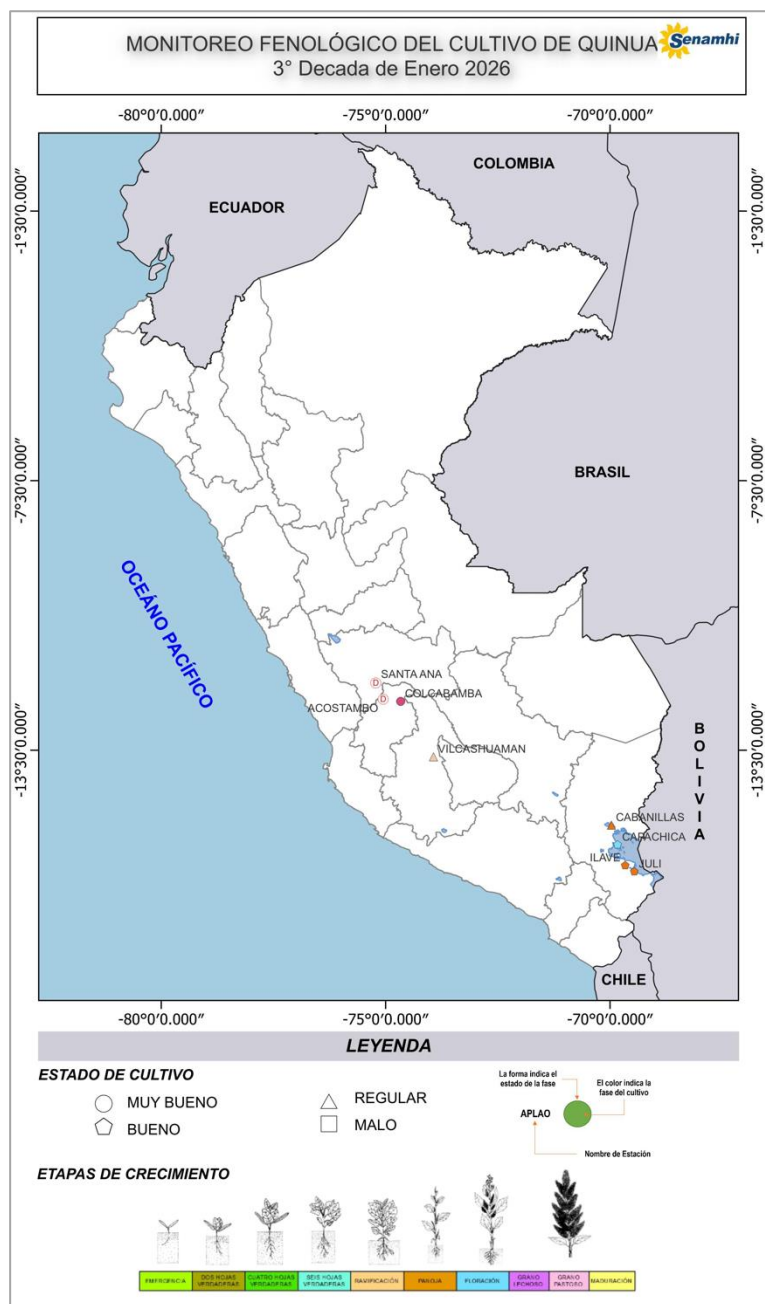 MONITOREO FENOLÓGICO DEL CULTIVO DE QUINUA
Senamhi
3° Decada de Enero 2026
-80°0'0.000" -75°0'0.000" -70°0'0.000"
-1°30'0.000" -1°30'0.000"
-7°30'0.000" -7°30'0.000"
-13°30'0.000" -13°30'0.000"
COLOMBIA
ECUADOR
BRASIL
OCEÁNO PACÍFICO
D SANTA ANA
D
COLCABAMBA
ACOSTAMBO
VILCASHUAMAN
BOLIVIA
CABANILLAS
CAPACHICA
ILAVE JULI
CHILE
-80°0'0.000" -75°0'0.000" -70°0'0.000"
LEYENDA
ESTADO DE CULTIVO
MUY BUENO
BUENO
REGULAR
MALO
La forma indica el
estado de la fase
El color indica la
fase del cultivo
APLAO
Nombre de Estación
ETAPAS DE CRECIMIENTO
EMERGENCIA
DOS HOJAS
VERDADERAS
CUATRO HOJAS
VERDADERAS
SEIS HOJAS
VERDADERAS
RAMIFICACIÓN
PANOJA
FLORACIÓN
GRANO
LECHOSO
GRANO
PASTOSO
MADURACIÓN